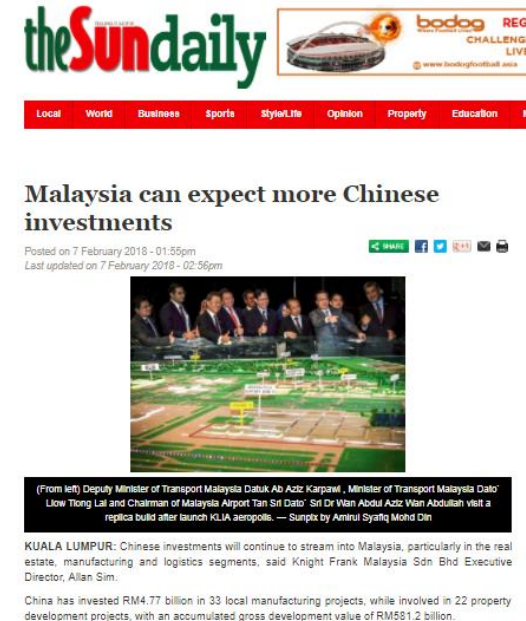 theSundaily
bodog REG
CHALLENG
LIVE
www.bodogfootball.asia
Local World Business Sports Style/Life Opinion Property Education
Malaysia can expect more Chinese
investments
Posted on 7 February 2018 - 01:55pm
Last updated on 7 February 2018 - 02:56pm
SHARE
(From left) Deputy Minister of Transport Malaysia Datuk Ab Aziz Karpawi , Minister of Transport Malaysia Dato'
Liow Tiong Lai and Chairman of Malaysia Airport Tan Sri Dato' Sri Dr Wan Abdul Aziz Wan Abdullah visit a
replica build after launch KLIA aeropolis. — Sunpix by Amirul Syafiq Mohd Din
KUALA LUMPUR: Chinese investments will continue to stream into Malaysia, particularly in the real
estate, manufacturing and logistics segments, said Knight Frank Malaysia Sdn Bhd Executive
Director, Allan Sim.
China has invested RM4.77 billion in 33 local manufacturing projects, while involved in 22 property
development projects, with an accumulated gross development value of RM581.2 billion.